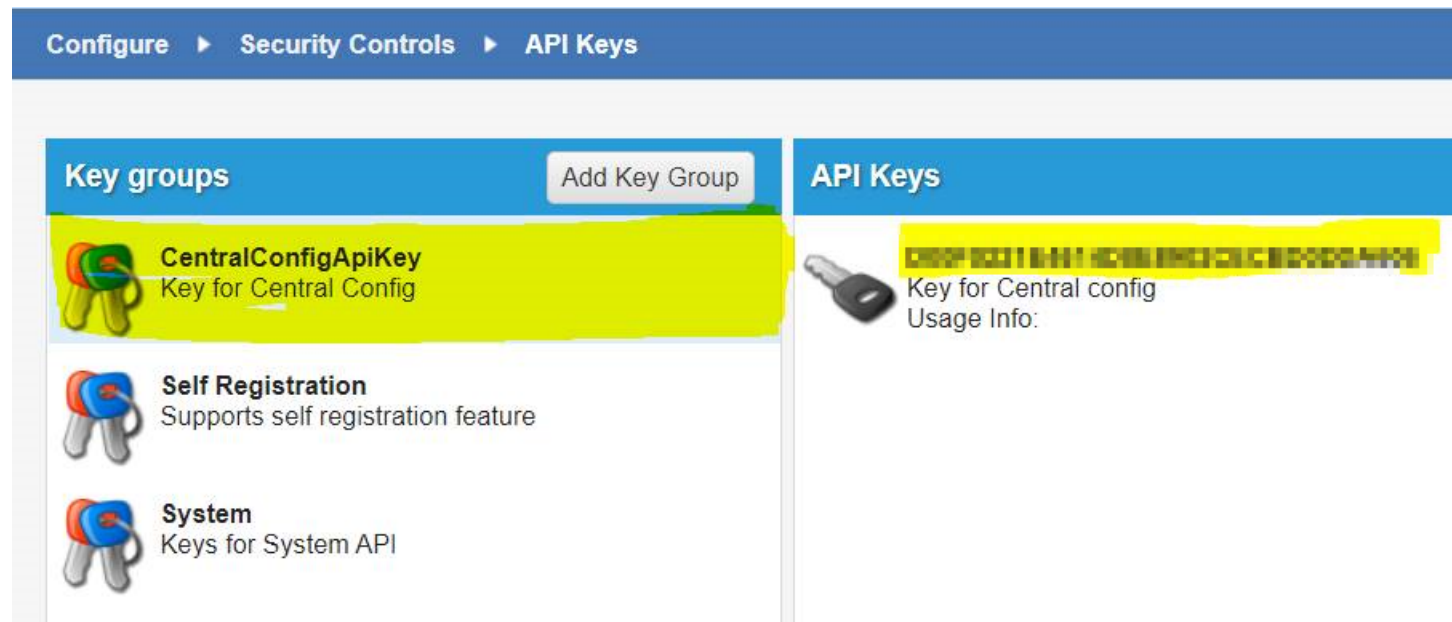 Configure ▶ Security Controls ▶ API Keys
Key groups
Add Key Group
API Keys
CentralConfigApiKey
Key for Central Config
Self Registration
Supports self registration feature
System
Keys for System API
Key for Central config
Usage Info: